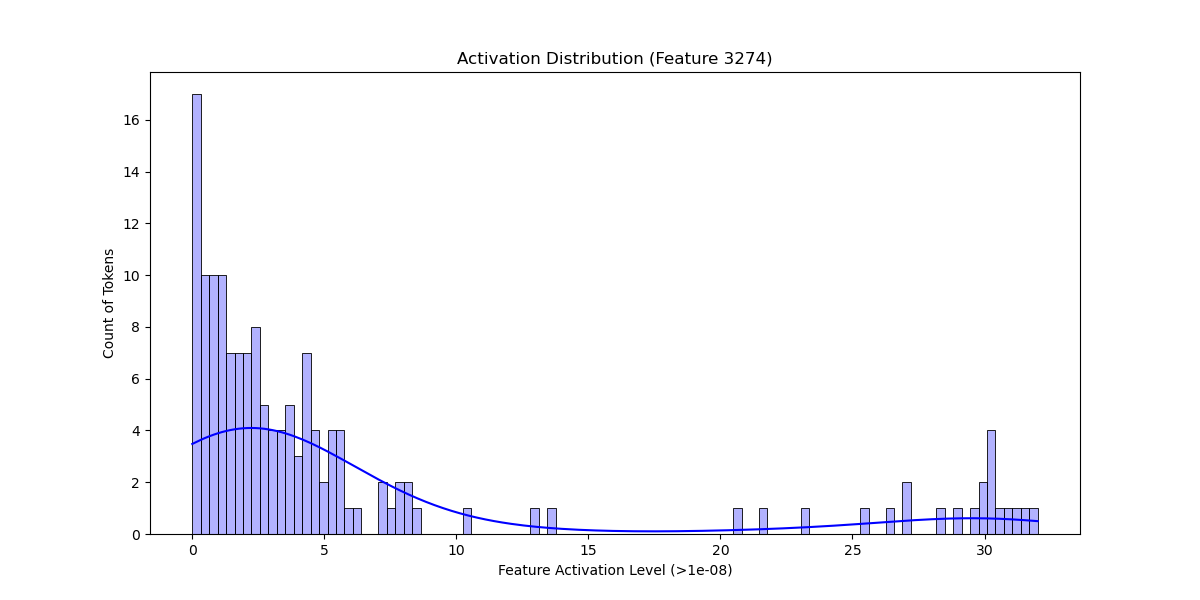 Activation Distribution (Feature 3274)
Count of Tokens
16
14
12
10
8
6
4
2
0
0 5 10 15 20 25 30
Feature Activation Level (>1e-08)